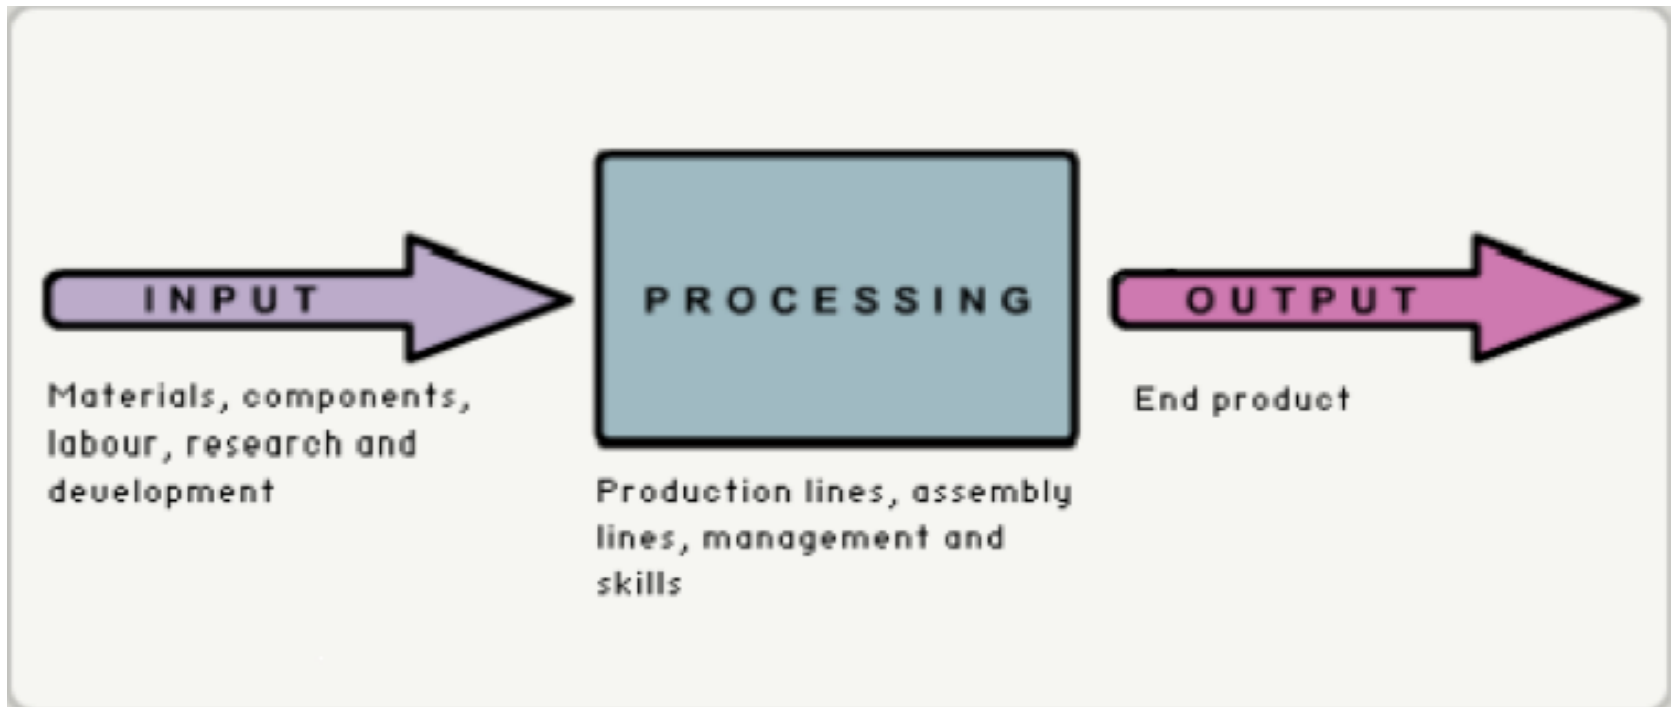 INPUT
Materials, components,
labour, research and
development
PROCESSING
Production lines, assembly
lines, management and
skills
OUTPUT
End product